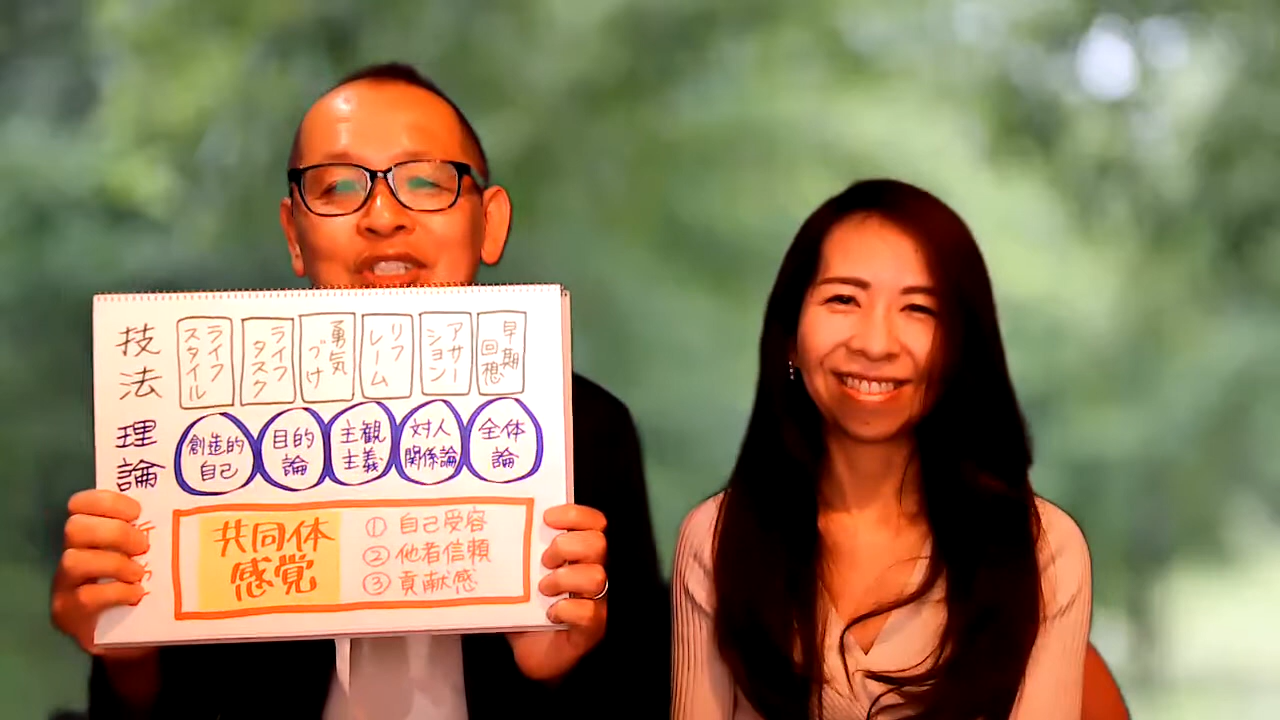 技法
ライフスタイル
ライフタスク
勇気づけ
リフレーム
アサーション
早期回想
理論
創造的
自己
目的
論
主観
主義
対人
関係論
全体
論
共同体
感覚
① 自己受容
② 他者信頼
③ 貢献感